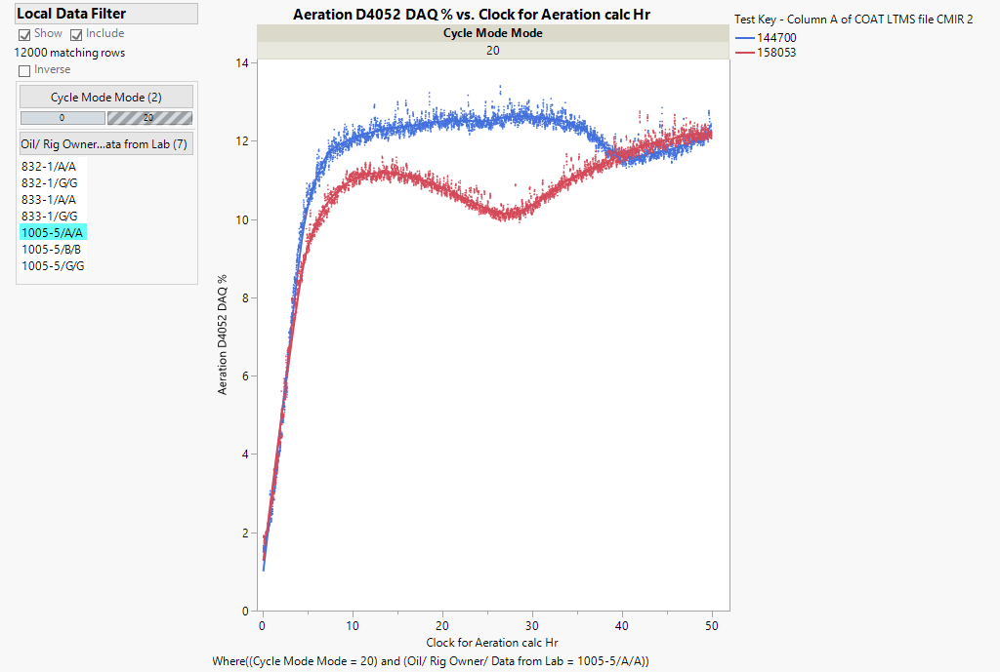 Local Data Filter
Show Include
12000 matching rows
Inverse
Cycle Mode Mode (2)
0 20
Oil/ Rig Owner...ata from Lab (7)
832-1/A/A
832-1/G/G
833-1/A/A
833-1/G/G
1005-5/A/A
1005-5/B/B
1005-5/G/G
Aeration D4052 DAQ % vs. Clock for Aeration calc Hr
Cycle Mode Mode
20
Aeration D4052 DAQ %
14
12
10
8
6
4
2
0
0 10 20 30 40 50
Clock for Aeration calc Hr
Where((Cycle Mode Mode = 20) and (Oil/ Rig Owner/ Data from Lab = 1005-5/A/A))
Test Key - Column A of COAT LTMS file CMIR 2
144700
158053